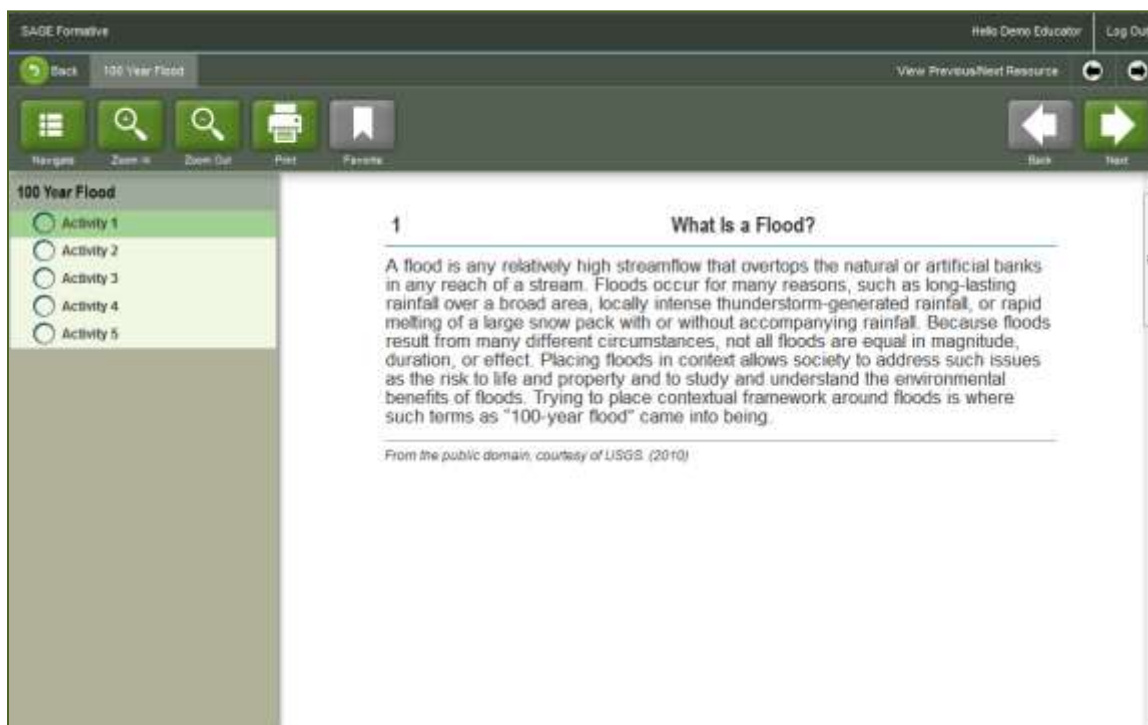 SAGE Formative
Hello Demo Educator
Log Out
Back
100 Year Flood
View Previous/Next Resource
Navigate
Zoom In
Zoom Out
Print
Favorite
Back
Next
100 Year Flood
Activity 1
Activity 2
Activity 3
Activity 4
Activity 5
1
What Is a Flood?
A flood is any relatively high streamflow that overtops the natural or artificial banks
in any reach of a stream. Floods occur for many reasons, such as long-lasting
rainfall over a broad area, locally intense thunderstorm-generated rainfall, or rapid
melting of a large snow pack with or without accompanying rainfall. Because floods
result from many different circumstances, not all floods are equal in magnitude,
duration, or effect. Placing floods in context allows society to address such issues
as the risk to life and property and to study and understand the environmental
benefits of floods. Trying to place contextual framework around floods is where
such terms as "100-year flood" came into being.
From the public domain, courtesy of USGS. (2010)